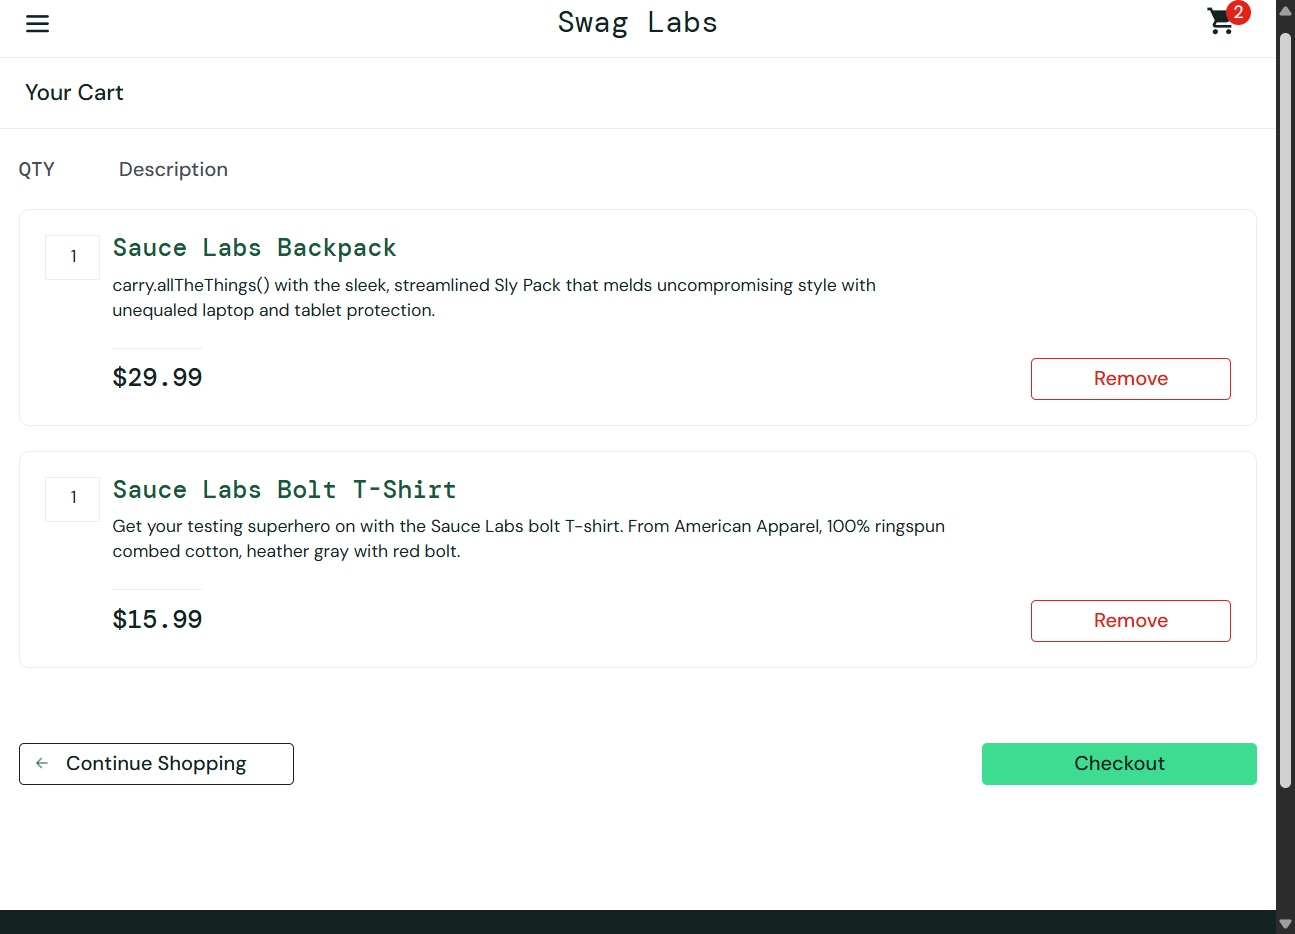 Swag Labs
2
Your Cart
QTY Description
1
Sauce Labs Backpack
carry.allTheThings() with the sleek, streamlined Sly Pack that melds uncompromising style with
unequaled laptop and tablet protection.
$29.99
Remove
1
Sauce Labs Bolt T-Shirt
Get your testing superhero on with the Sauce Labs bolt T-shirt. From American Apparel, 100% ringspun
combed cotton, heather gray with red bolt.
$15.99
Remove
Continue Shopping
Checkout